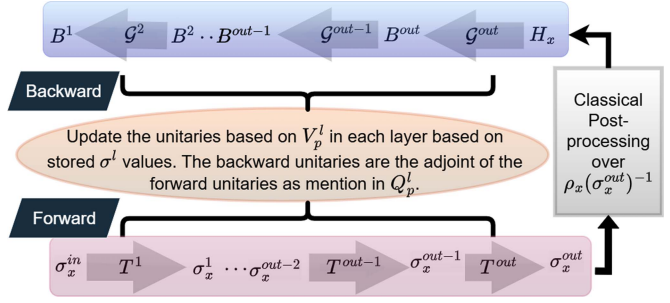 B^1 𝒢^2 B^2 ·· B^{out-1} 𝒢^{out-1} B^{out} 𝒢^{out} H_x
Backward
Classical
Post-
processing
over
ρ_x(σ_x^{out})^{-1}
Update the unitaries based on V_p^l in each layer based on
stored σ^l values. The backward unitaries are the adjoint of the
forward unitaries as mention in Q_p^l.
Forward
σ_x^{in} T^1 σ_x^1 ··· σ_x^{out-2} T^{out-1} σ_x^{out-1} T^{out} σ_x^{out}